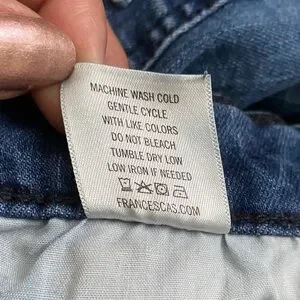 MACHINE WASH COLD
GENTLE CYCLE
WITH LIKE COLORS
DO NOT BLEACH
TUMBLE DRY LOW
LOW IRON IF NEEDED
FRANCESCAS.COM